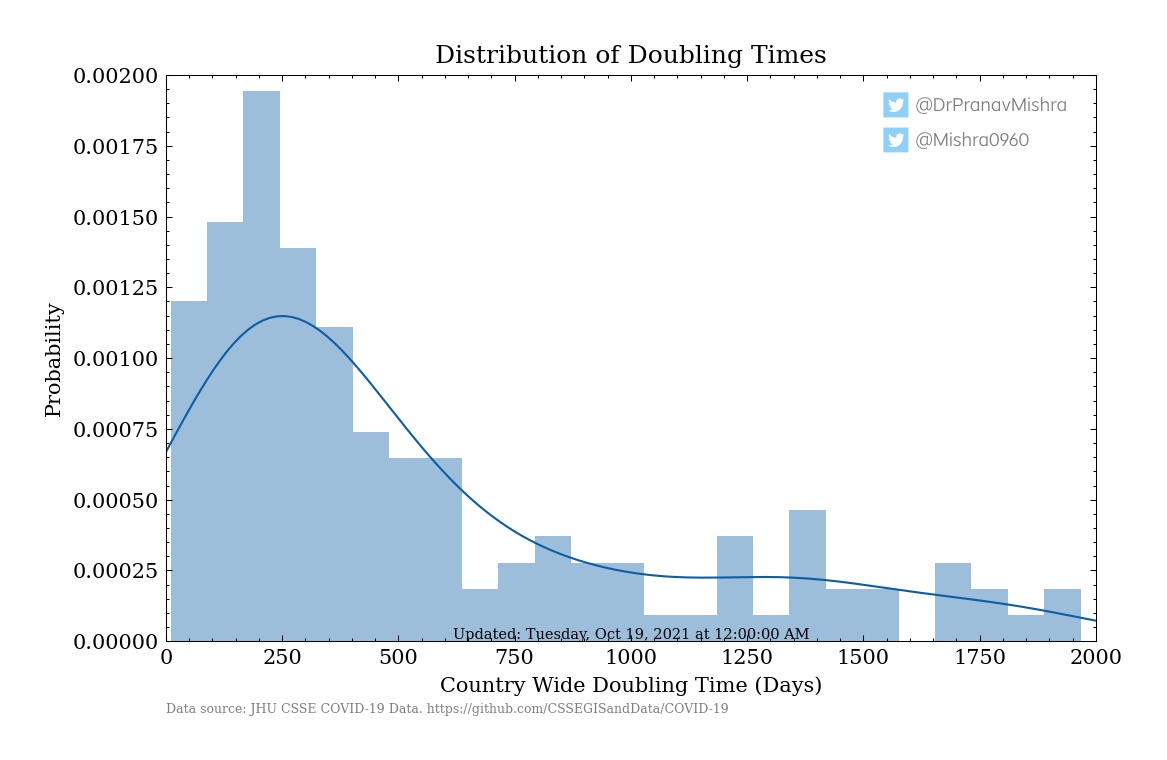 Distribution of Doubling Times
0.00200
0.00175
0.00150
0.00125
0.00100
0.00075
0.00050
0.00025
0.00000
Probability
@DrPranavMishra
@Mishra0960
Updated: Tuesday, Oct 19, 2021 at 12:00:00 AM
0 250 500 750 1000 1250 1500 1750 2000
Country Wide Doubling Time (Days)
Data source: JHU CSSE COVID-19 Data. https://github.com/CSSEGISandData/COVID-19